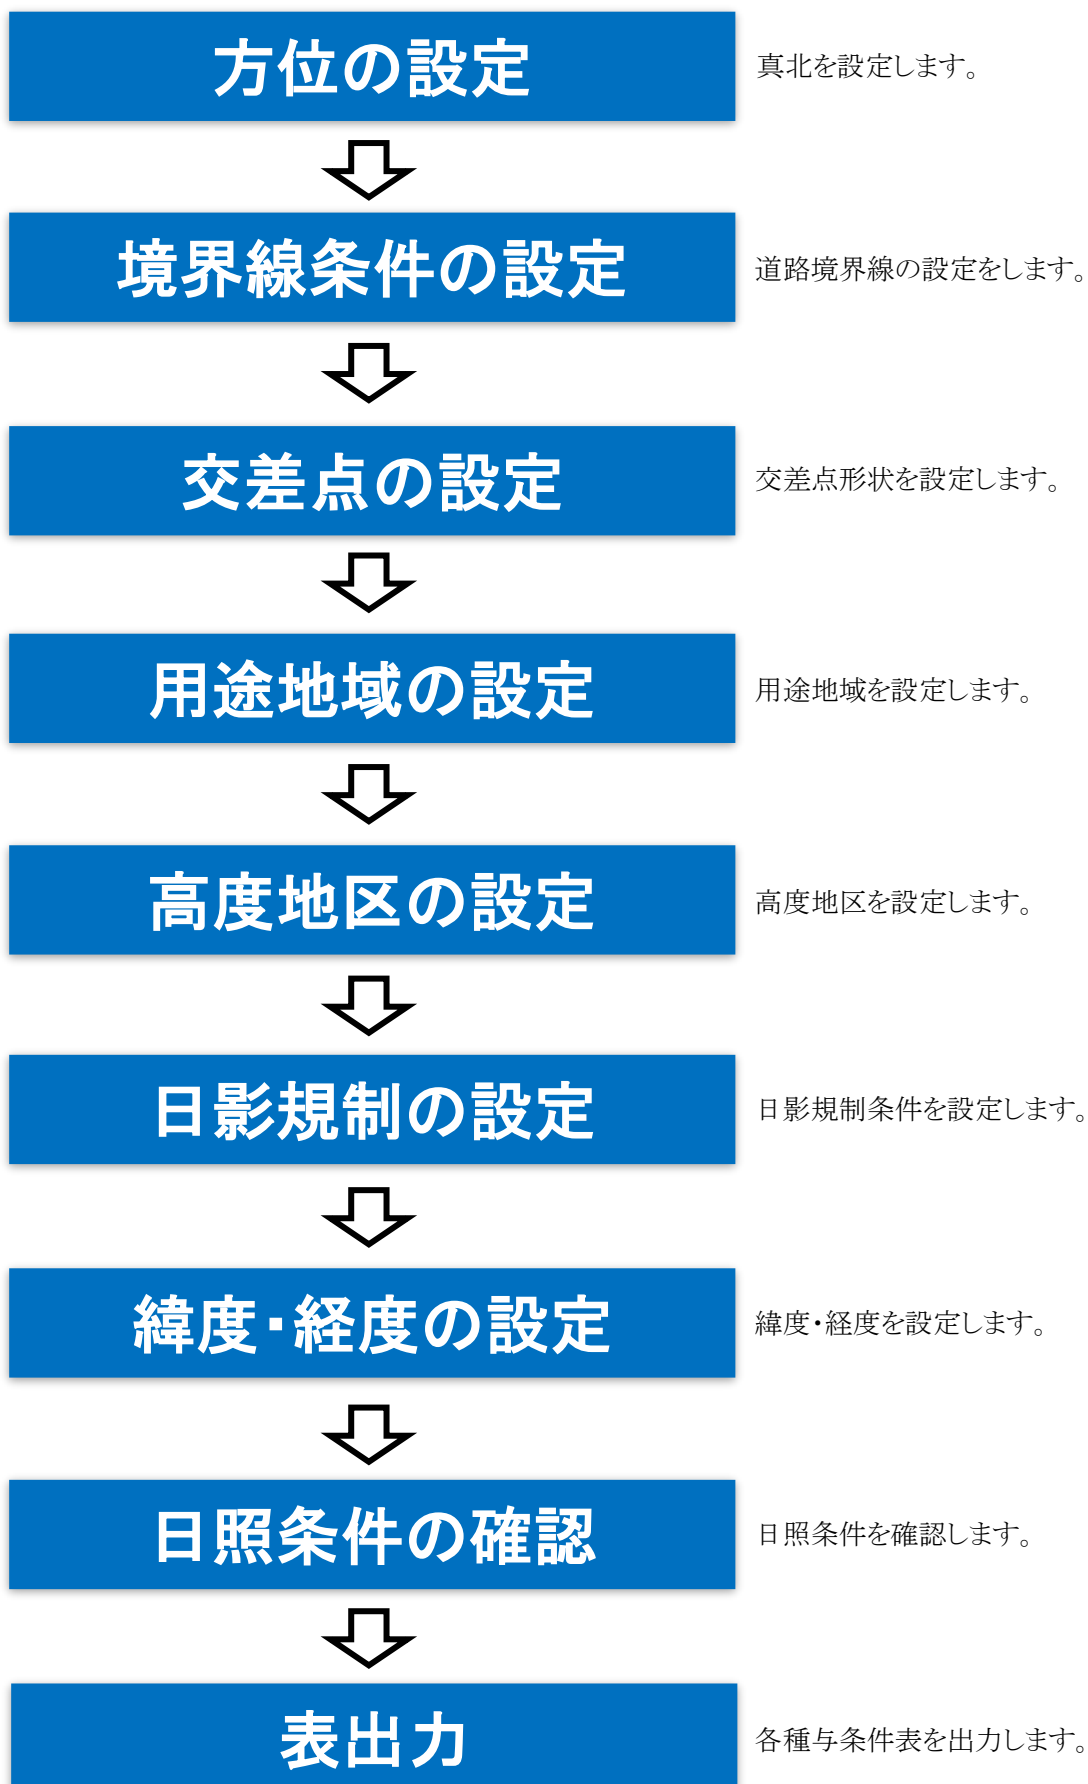 方位の設定
真北を設定します。
境界線条件の設定
道路境界線の設定をします。
交差点の設定
交差点形状を設定します。
用途地域の設定
用途地域を設定します。
高度地区の設定
高度地区を設定します。
日影規制の設定
日影規制条件を設定します。
緯度・経度の設定
緯度・経度を設定します。
日照条件の確認
日照条件を確認します。
表出力
各種与条件表を出力します。